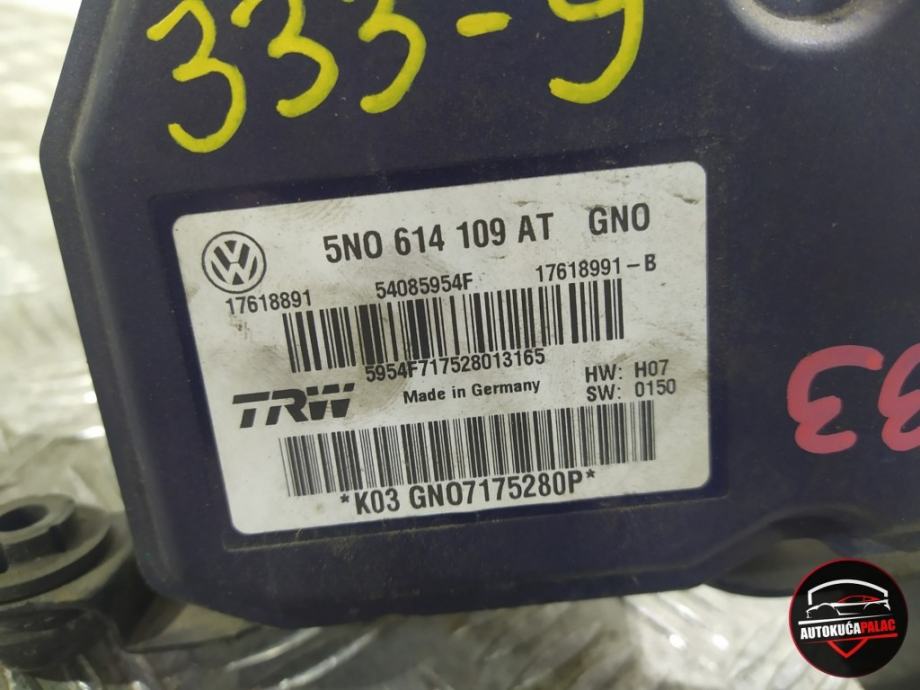 333-9
5N0 614 109 AT GNO
17618891 54085954F 17618991-B
5954F717528013165
TRW Made in Germany HW: H07
SW: 0150
*K03 GNO7175280P*
33
AUTOKUĆAPALAC